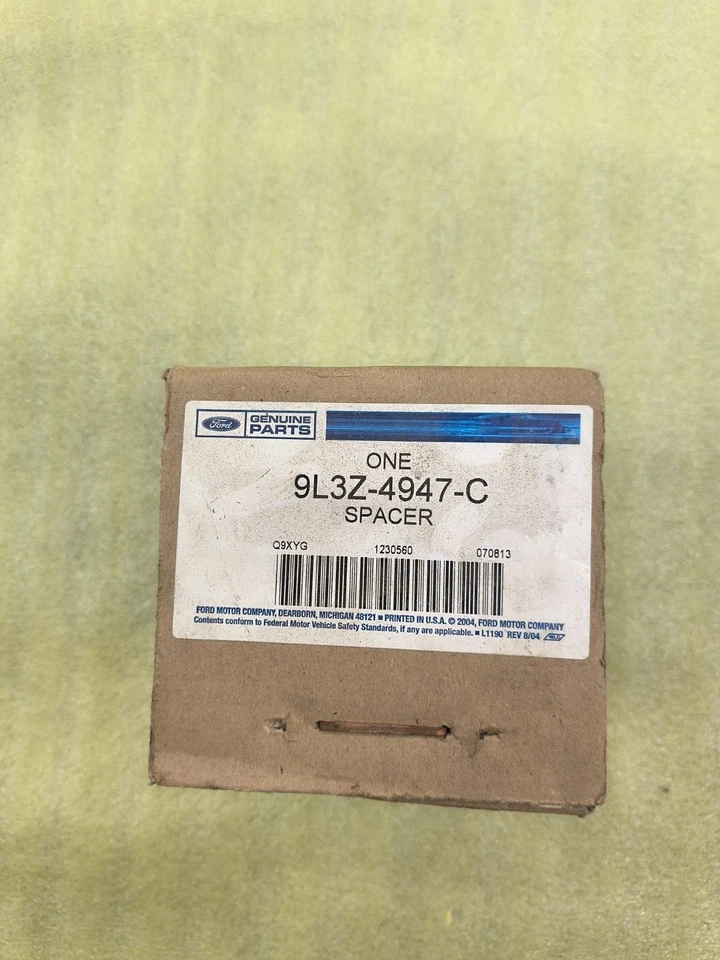 Ford GENUINE PARTS
ONE
9L3Z-4947-C
SPACER
Q9XYG 1230560 070813
FORD MOTOR COMPANY, DEARBORN, MICHIGAN 48121 ■ PRINTED IN U.S.A. © 2004, FORD MOTOR COMPANY
Contents conform to Federal Motor Vehicle Safety Standards, if any are applicable. ■ L1190 REV 8/04